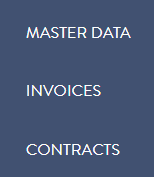 MASTER DATA
INVOICES
CONTRACTS